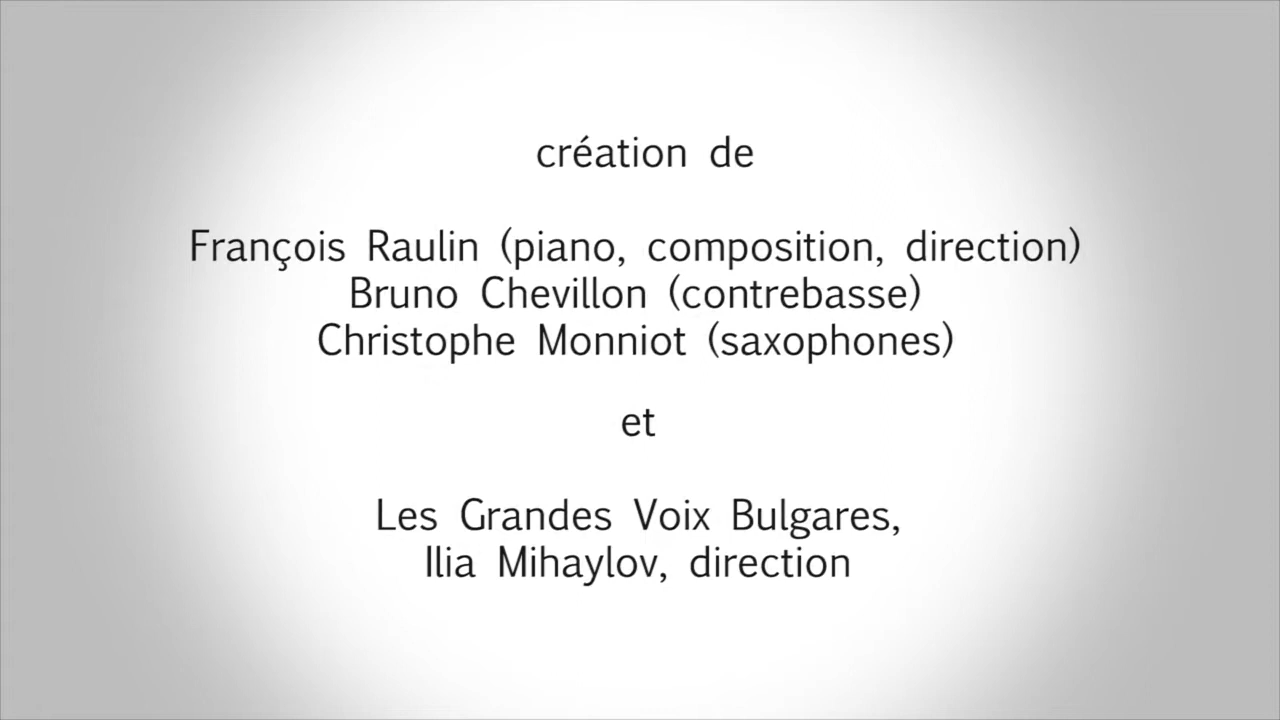 création de
François Raulin (piano, composition, direction)
Bruno Chevillon (contrebasse)
Christophe Monniot (saxophones)
et
Les Grandes Voix Bulgares,
Ilia Mihaylov, direction